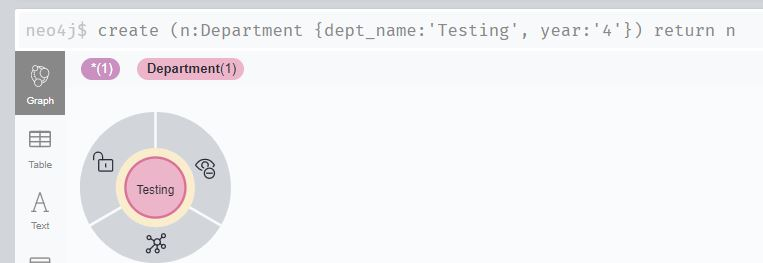 neo4j$ create (n:Department {dept_name:'Testing', year:'4'}) return n
*(1) Department(1)
Graph
Table
Testing
Text